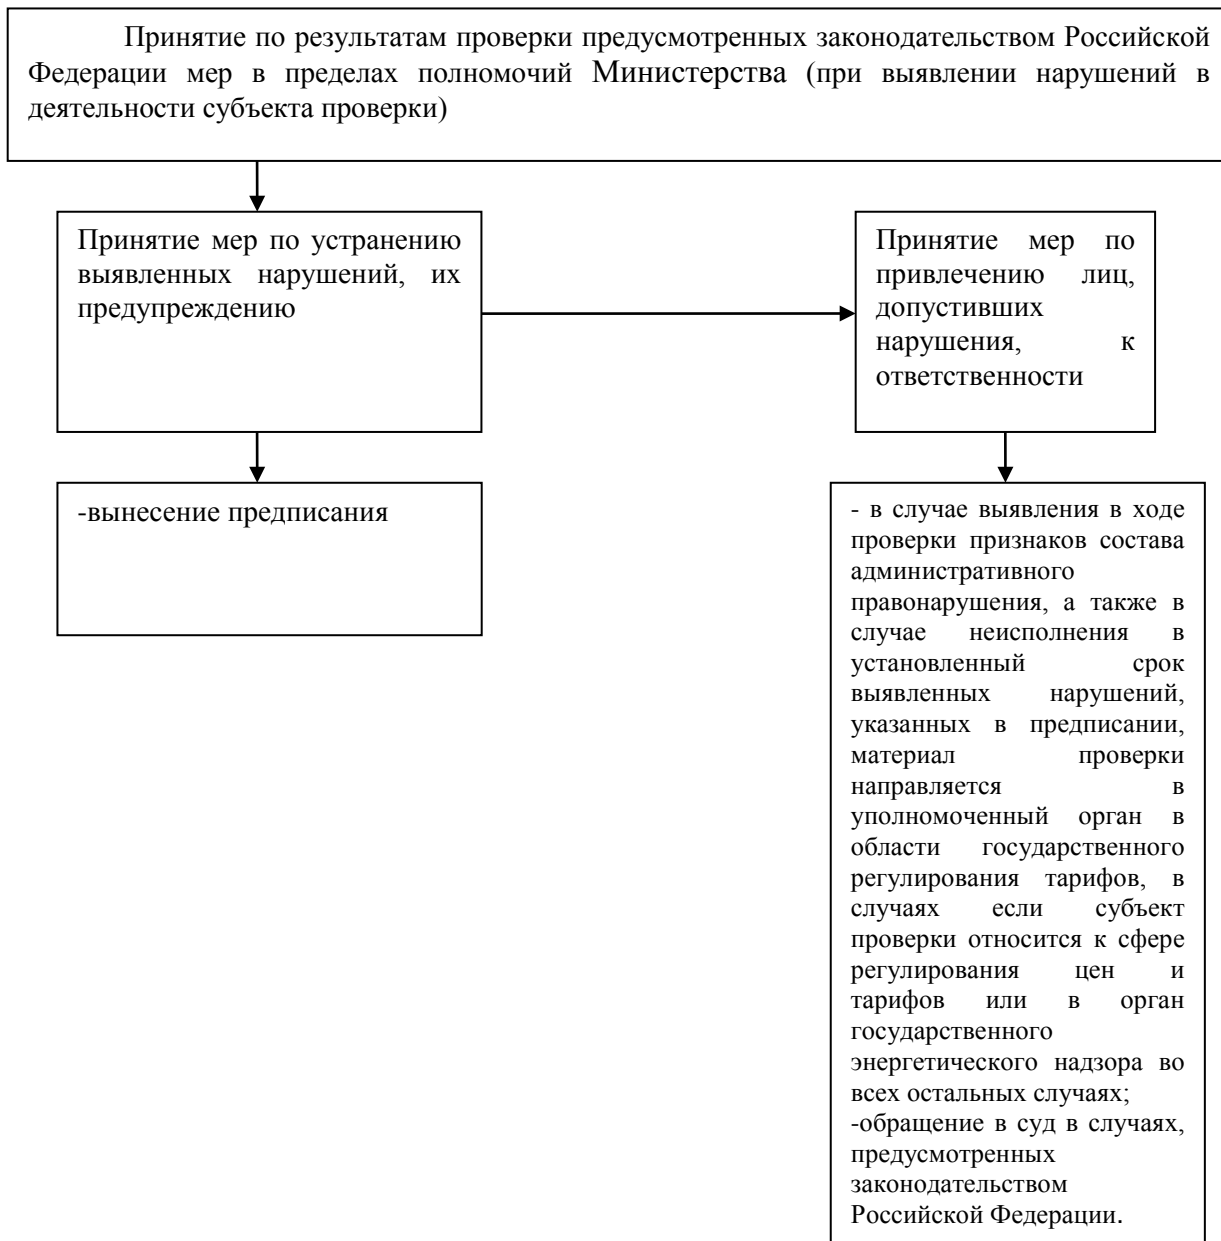 Принятие по результатам проверки предусмотренных законодательством Российской
Федерации мер в пределах полномочий Министерства (при выявлении нарушений в
деятельности субъекта проверки)
Принятие мер по устранению
выявленных нарушений, их
предупреждению
Принятие мер по
привлечению лиц,
допустивших
нарушения, к
ответственности
-вынесение предписания
- в случае выявления в ходе
проверки признаков состава
административного
правонарушения, а также в
случае неисполнения в
установленный срок
выявленных нарушений,
указанных в предписании,
материал проверки
направляется в
уполномоченный орган в
области государственного
регулирования тарифов, в
случаях если субъект
проверки относится к сфере
регулирования цен и
тарифов или в орган
государственного
энергетического надзора во
всех остальных случаях;
-обращение в суд в случаях,
предусмотренных
законодательством
Российской Федерации.